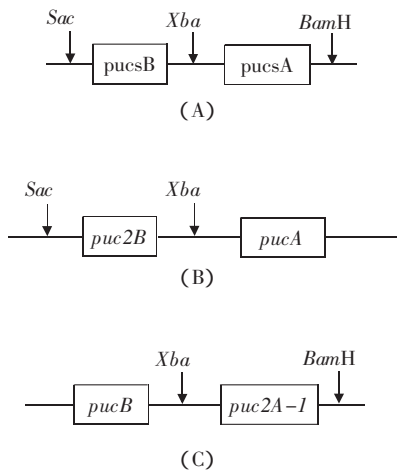 Sac Xba BamH
pucsB pucsA
(A)
Sac Xba
puc2B pucA
(B)
Xba BamH
pucB puc2A-1
(C)